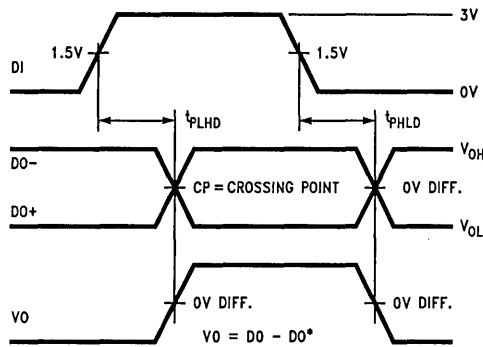 3V
1.5V
1.5V
DI
0V
tPLHD
tPHLD
DO-
VOH
CP = CROSSING POINT
0V DIFF.
DO+
VOL
0V DIFF.
0V DIFF.
VO
VO = DO - DO*